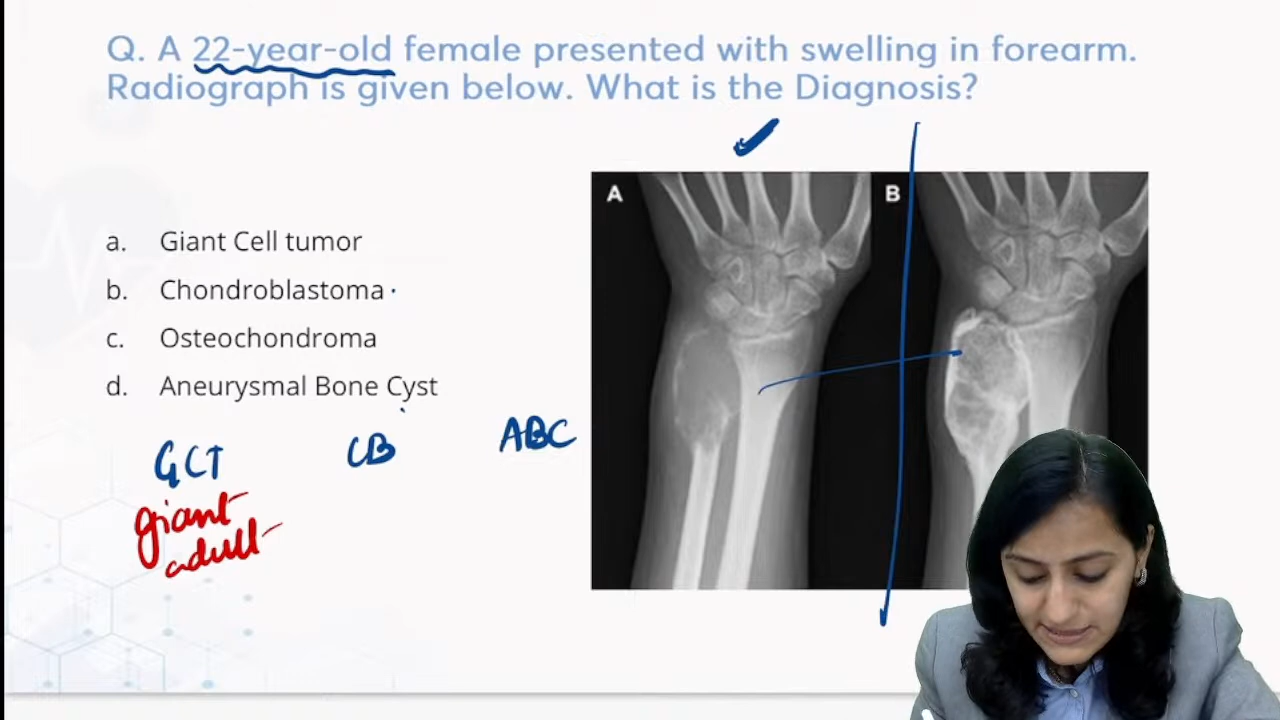 Q. A 22-year-old female presented with swelling in forearm.
Radiograph is given below. What is the Diagnosis?
A
B
a. Giant Cell tumor
b. Chondroblastoma
c. Osteochondroma
d. Aneurysmal Bone Cyst
GCT CB ABC
giant
adult